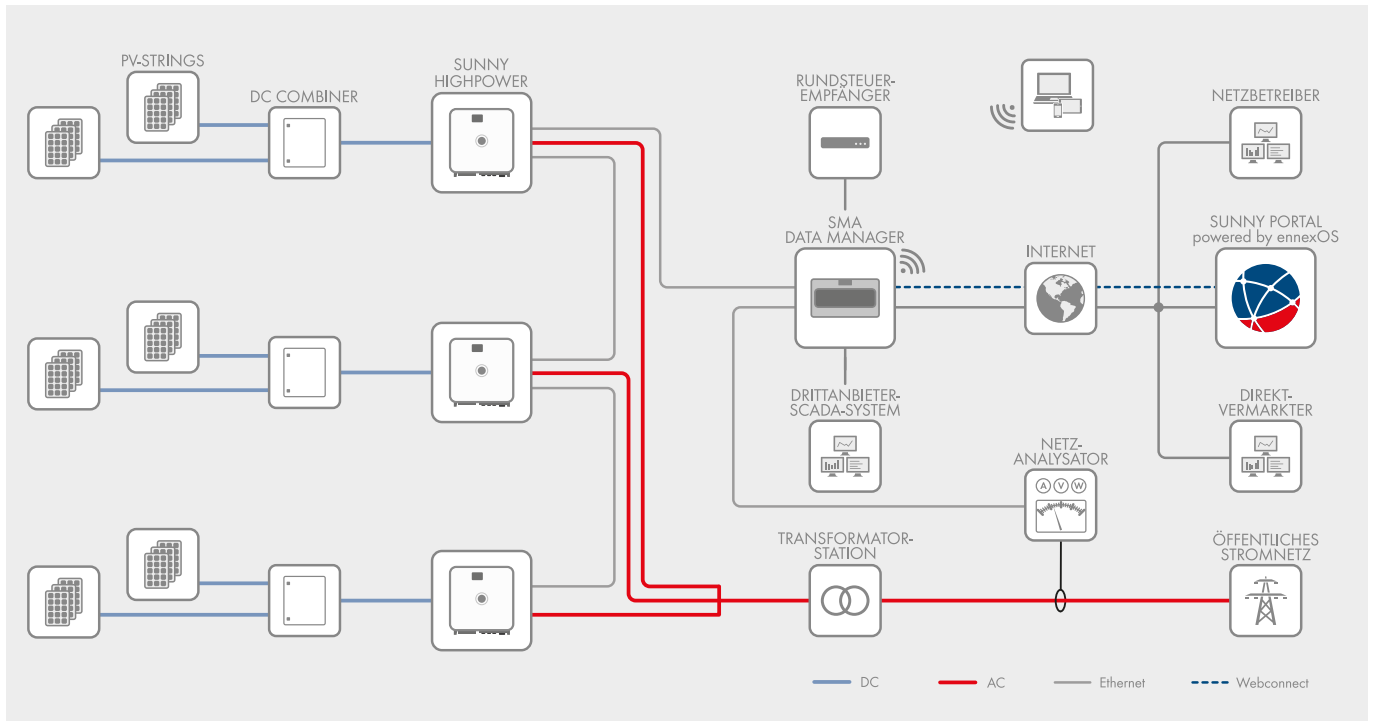 PV-STRINGS
DC COMBINER
SUNNY
HIGHPOWER
RUNDSTEUER-
EMPFÄNGER
NETZBETREIBER
SMA
DATA MANAGER
INTERNET
SUNNY PORTAL
powered by ennexOS
DRITTANBIETER-
SCADA-SYSTEM
NETZ-
ANALYSATOR
A V W
DIREKT-
VERMARKTER
TRANSFORMATOR-
STATION
ÖFFENTLICHES
STROMNETZ
DC
AC
Ethernet
Webconnect